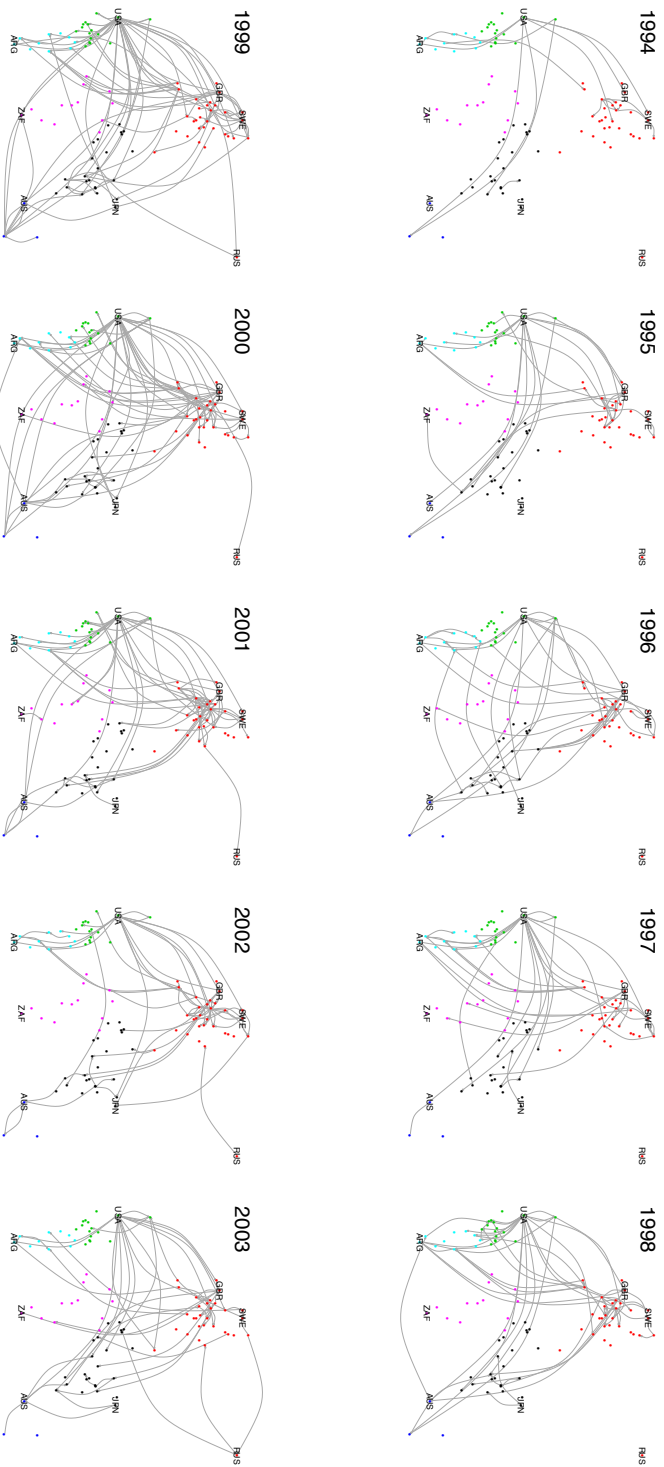 1994
SWE
RUS
GBR
USA
JPN
ZAF
AUS
ARG
1995
SWE
RUS
GBR
USA
JPN
ZAF
AUS
ARG
1996
SWE
RUS
GBR
USA
JPN
ZAF
AUS
ARG
1997
SWE
RUS
GBR
USA
JPN
ZAF
AUS
ARG
1998
SWE
RUS
GBR
USA
JPN
ZAF
AUS
ARG
1999
SWE
RUS
GBR
USA
JPN
ZAF
AUS
ARG
2000
SWE
RUS
GBR
USA
JPN
ZAF
AUS
ARG
2001
SWE
RUS
GBR
USA
JPN
ZAF
AUS
ARG
2002
SWE
RUS
GBR
USA
JPN
ZAF
AUS
ARG
2003
SWE
RUS
GBR
USA
JPN
ZAF
AUS
ARG